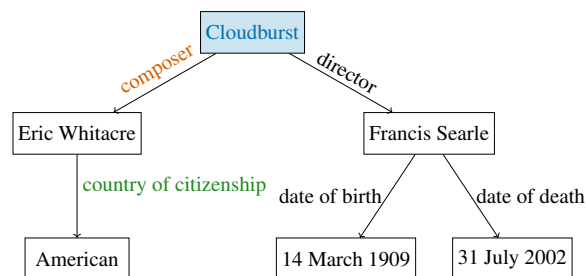 Cloudburst
composer
director
Eric Whitacre
Francis Searle
country of citizenship
date of birth
date of death
American
14 March 1909
31 July 2002